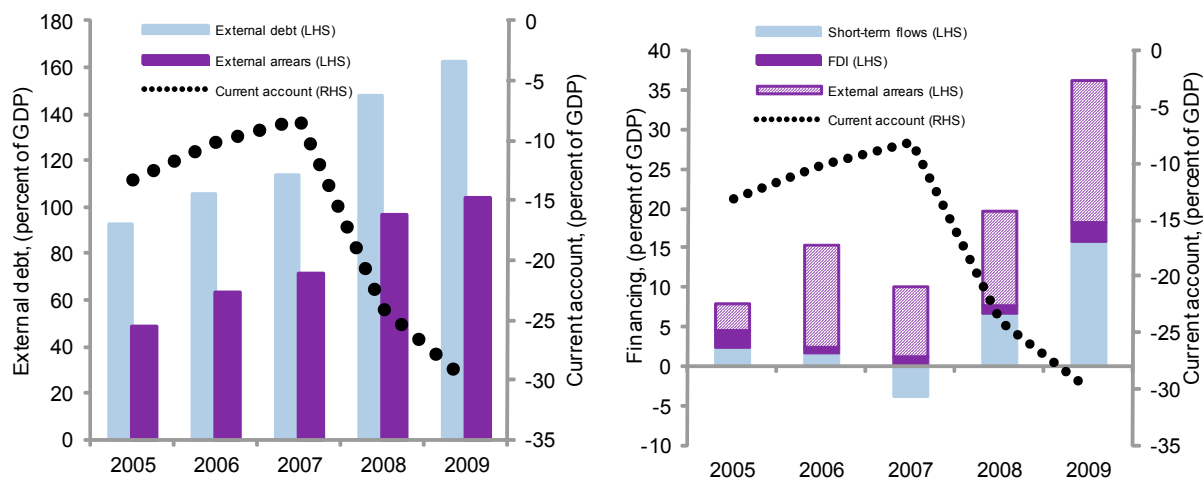 External debt (LHS)
External arrears (LHS)
Current account (RHS)
External debt, (percent of GDP)
180
160
140
120
100
80
60
40
20
0
0
-5
-10
-15
-20
-25
-30
-35
Current account, (percent of GDP)
2005 2006 2007 2008 2009
Short-term flows (LHS)
FDI (LHS)
External arrears (LHS)
Current account (RHS)
Financing, (percent of GDP)
40
35
30
25
20
15
10
5
0
-5
-10
0
-5
-10
-15
-20
-25
-30
-35
Current account, (percent of GDP)
2005 2006 2007 2008 2009